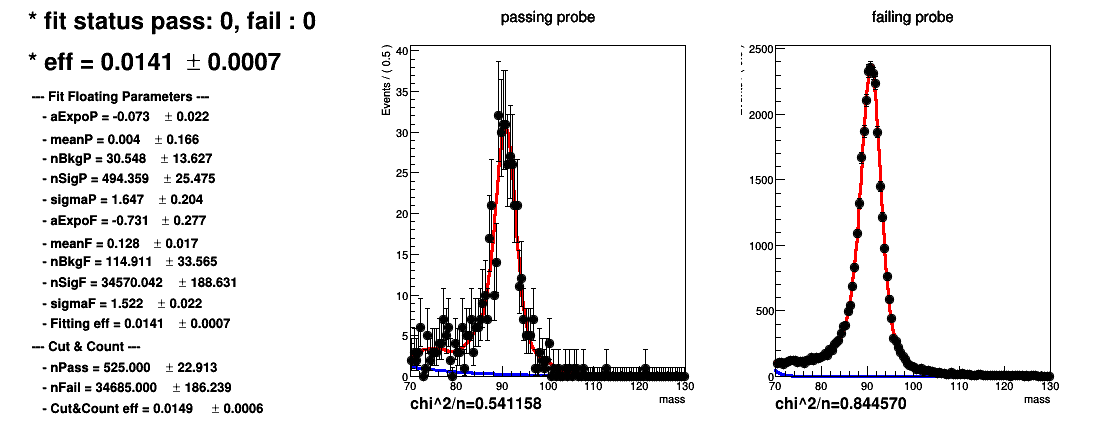 * fit status pass: 0, fail : 0
* eff = 0.0141 ± 0.0007
--- Fit Floating Parameters ---
- aExpoP = -0.073 ± 0.022
- meanP = 0.004 ± 0.166
- nBkgP = 30.548 ± 13.627
- nSigP = 494.359 ± 25.475
- sigmaP = 1.647 ± 0.204
- aExpoF = -0.731 ± 0.277
- meanF = 0.128 ± 0.017
- nBkgF = 114.911 ± 33.565
- nSigF = 34570.042 ± 188.631
- sigmaF = 1.522 ± 0.022
- Fitting eff = 0.0141 ± 0.0007
--- Cut & Count ---
- nPass = 525.000 ± 22.913
- nFail = 34685.000 ± 186.239
- Cut&Count eff = 0.0149 ± 0.0006
passing probe
Events / ( 0.5 )
40
35
30
25
20
15
10
5
0
70 80 90 100 110 120 130
mass
chi^2/n=0.541158
failing probe
2500
2000
1500
1000
500
0
70 80 90 100 110 120 130
mass
chi^2/n=0.844570